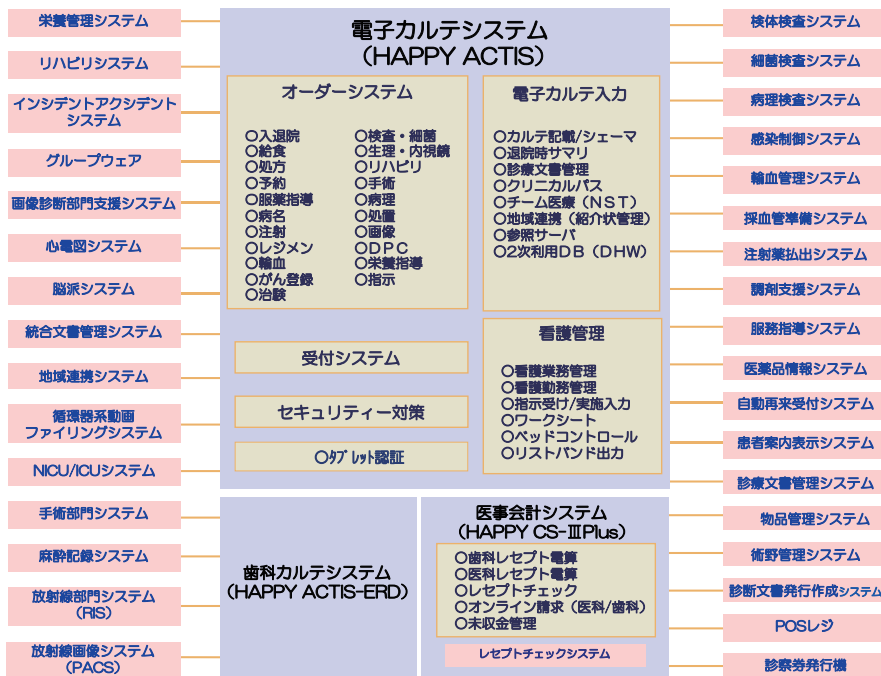 栄養管理システム
リハビリシステム
インシデントアクシデント
システム
グループウェア
画像診断部門支援システム
心電図システム
脳派システム
統合文書管理システム
地域連携システム
循環器系動画
ファイリングシステム
NICU/ICUシステム
手術部門システム
麻酔記録システム
放射線部門システム
(RIS)
放射線画像システム
(PACS)
電子カルテシステム
(HAPPY ACTIS)
オーダーシステム
○入退院
○給食
○処方
○予約
○服薬指導
○病名
○注射
○レジメン
○輸血
○がん登録
○治験
○検査・細菌
○生理・内視鏡
○リハビリ
○手術
○病理
○処置
○画像
○DPC
○栄養指導
○指示
受付システム
セキュリティー対策
○タブレット認証
電子カルテ入力
○カルテ記載/シェーマ
○退院時サマリ
○診療文書管理
○クリニカルパス
○チーム医療（NST）
○地域連携（紹介状管理）
○参照サーバ
○2次利用DB（DHW）
看護管理
○看護業務管理
○看護勤務管理
○指示受け/実施入力
○ワークシート
○ベッドコントロール
○リストバンド出力
歯科カルテシステム
(HAPPY ACTIS-ERD)
医事会計システム
(HAPPY CS-ⅢPlus)
○歯科レセプト電算
○医科レセプト電算
○レセプトチェック
○オンライン請求（医科/歯科）
○未収金管理
レセプトチェックシステム
検体検査システム
細菌検査システム
病理検査システム
感染制御システム
輸血管理システム
採血管準備システム
注射薬払出システム
調剤支援システム
服務指導システム
医薬品情報システム
自動再来受付システム
患者案内表示システム
診療文書管理システム
物品管理システム
術野管理システム
診断文書発行作成システム
POSレジ
診察券発行機